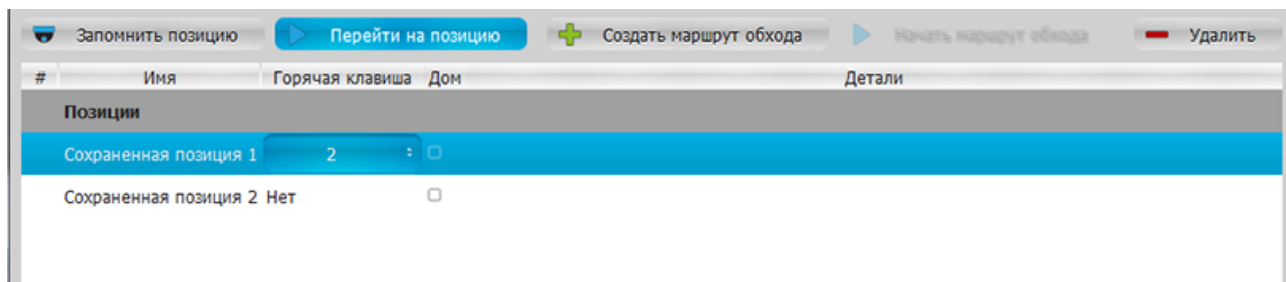 Запомнить позицию Перейти на позицию Создать маршрут обхода Начать маршрут обхода Удалить
# Имя Горячая клавиша Дом Детали
Позиции
Сохраненная позиция 1 2
Сохраненная позиция 2 Нет